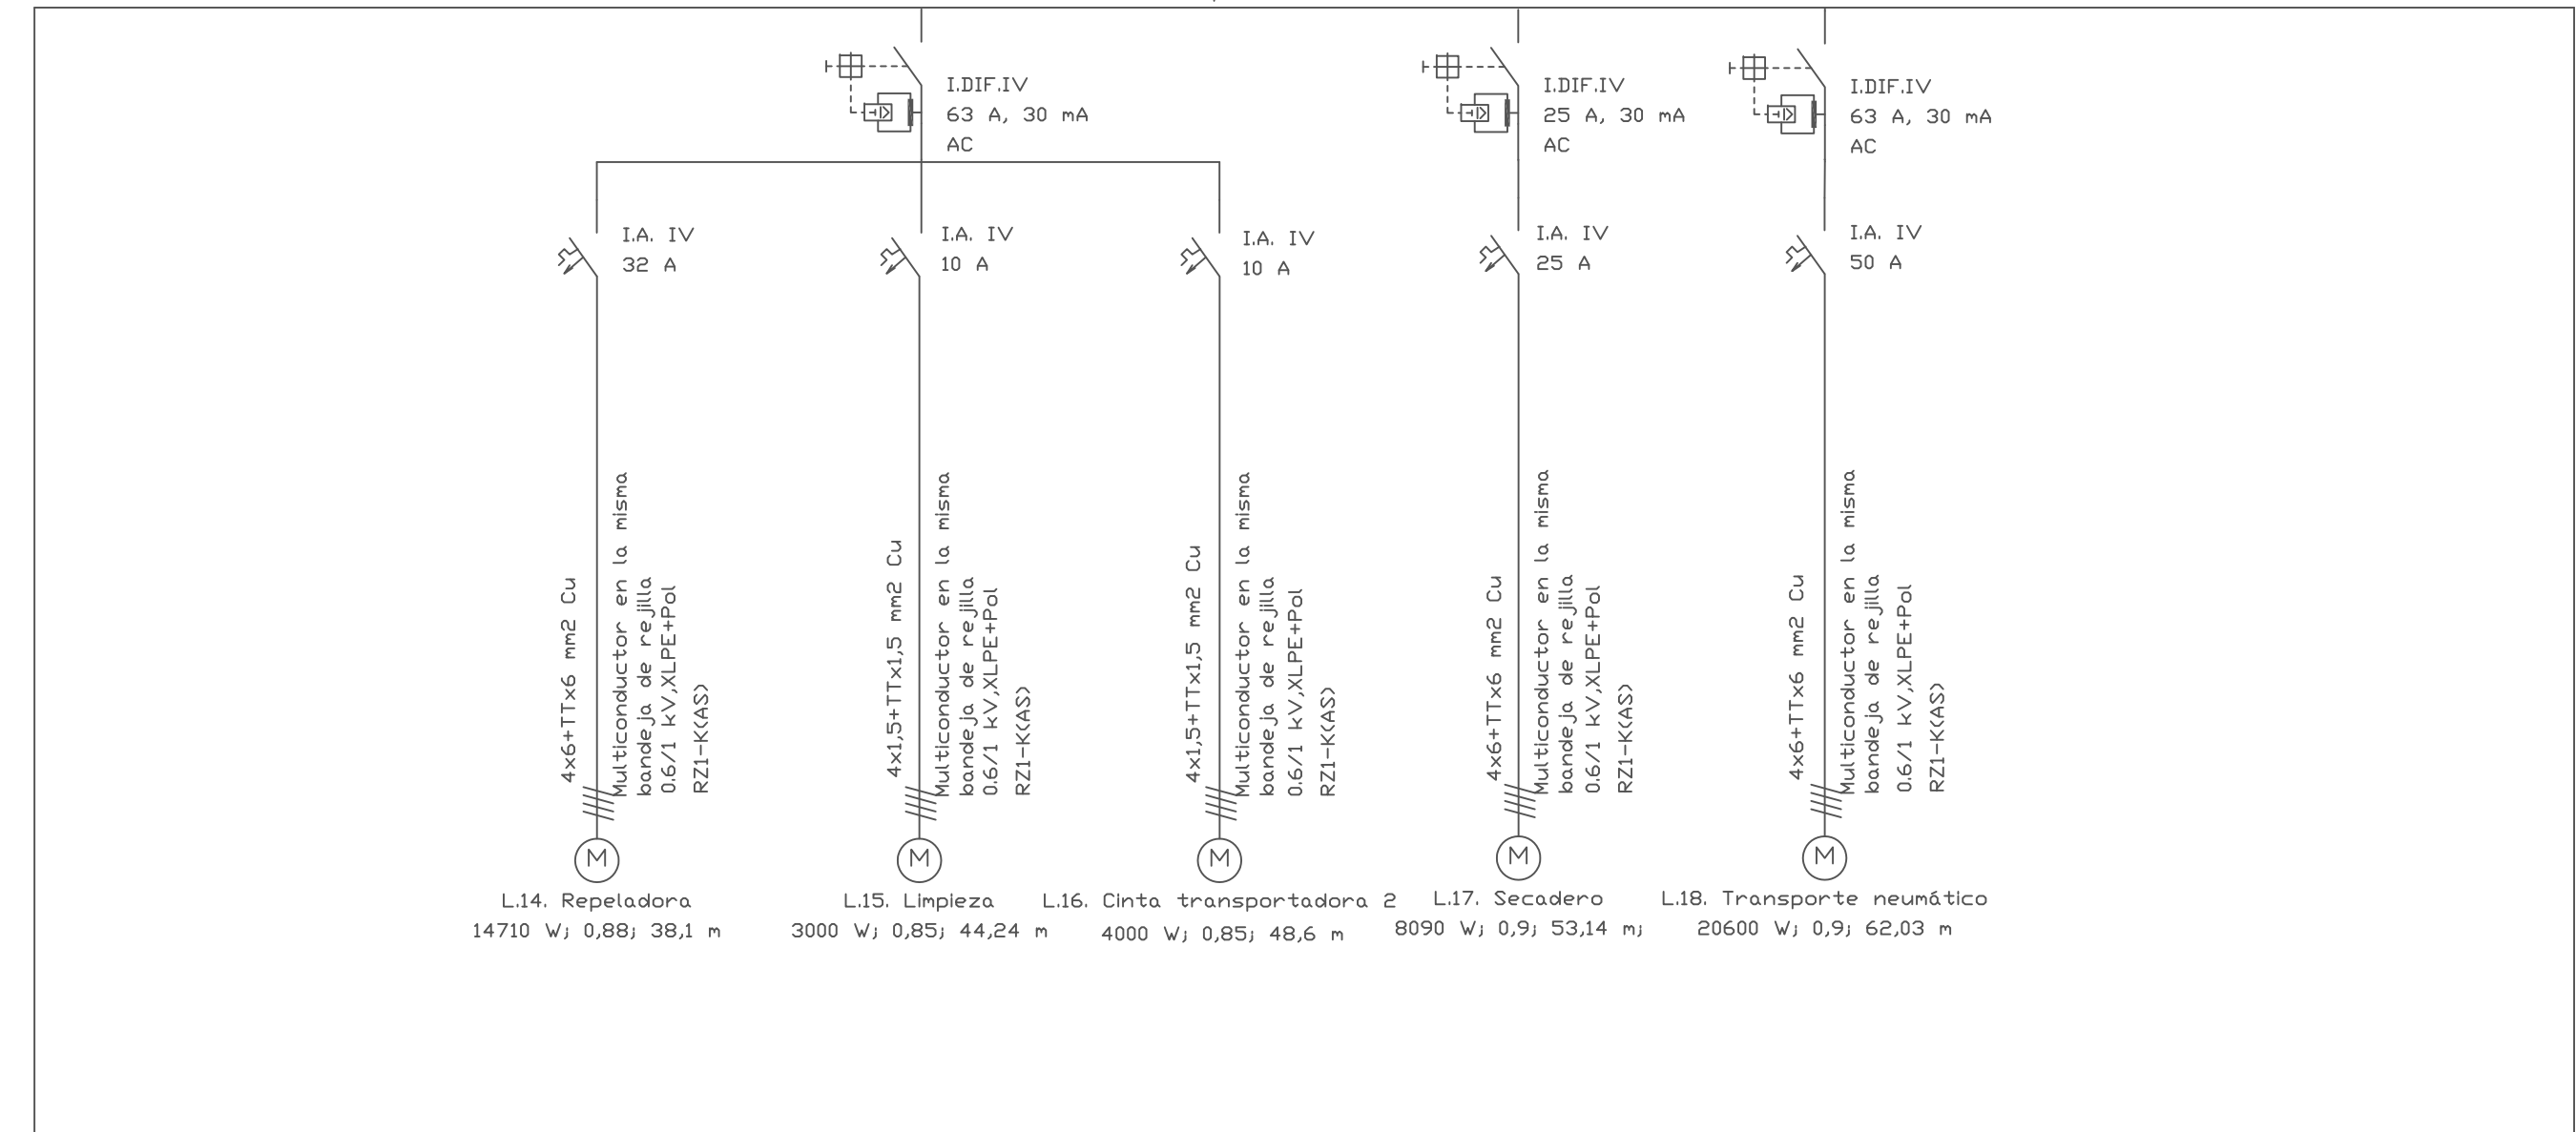 I.DIF.IV
63 A, 30 mA
AC
I.DIF.IV
25 A, 30 mA
AC
I.DIF.IV
63 A, 30 mA
AC
I.A. IV
32 A
I.A. IV
10 A
I.A. IV
10 A
I.A. IV
25 A
I.A. IV
50 A
4x6+TTx6 mm2 Cu
Multiconductor en la misma
bandeja de rejilla
0.6/1 kV,XLPE+Pol
RZ1-K(AS)
4x1,5+TTx1,5 mm2 Cu
Multiconductor en la misma
bandeja de rejilla
0.6/1 kV,XLPE+Pol
RZ1-K(AS)
4x1,5+TTx1,5 mm2 Cu
Multiconductor en la misma
bandeja de rejilla
0.6/1 kV,XLPE+Pol
RZ1-K(AS)
4x6+TTx6 mm2 Cu
Multiconductor en la misma
bandeja de rejilla
0.6/1 kV,XLPE+Pol
RZ1-K(AS)
4x6+TTx6 mm2 Cu
Multiconductor en la misma
bandeja de rejilla
0.6/1 kV,XLPE+Pol
RZ1-K(AS)
M
M
M
M
M
L.14. Repeladora
14710 W; 0,88; 38,1 m
L.15. Limpieza
3000 W; 0,85; 44,24 m
L.16. Cinta transportadora 2
4000 W; 0,85; 48,6 m
L.17. Secadero
8090 W; 0,9; 53,14 m;
L.18. Transporte neumático
20600 W; 0,9; 62,03 m